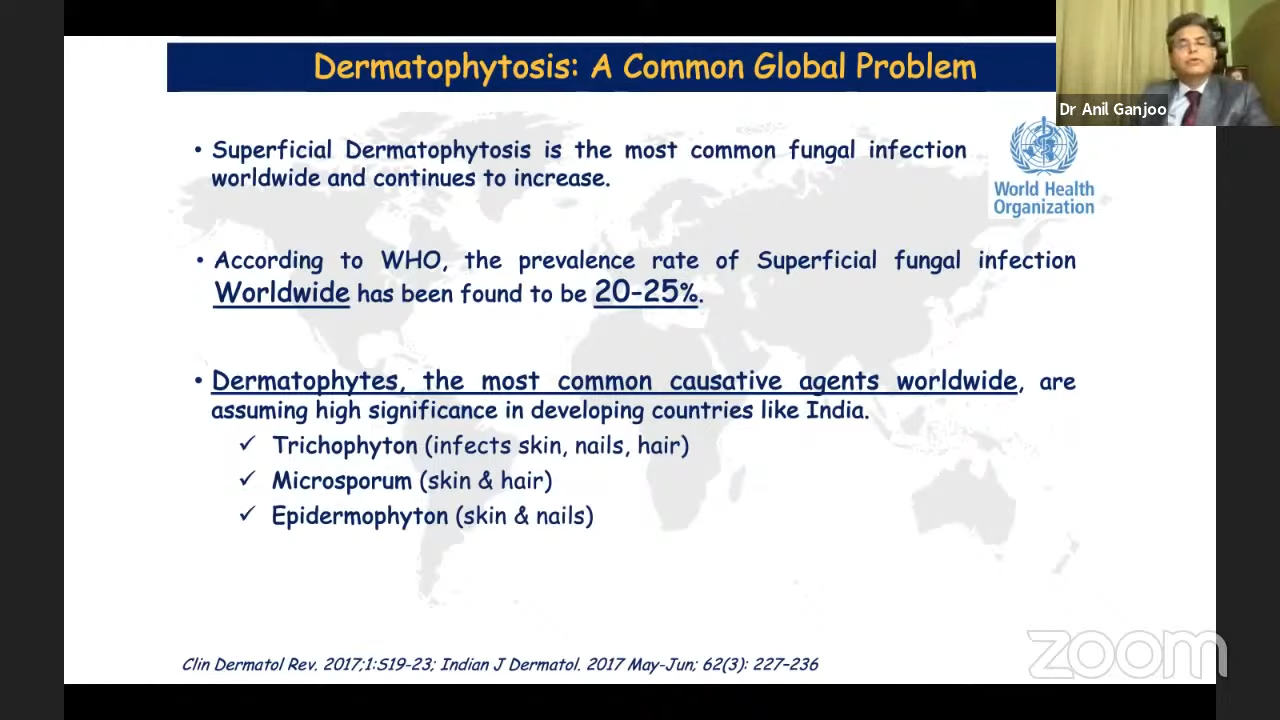 Dermatophytosis: A Common Global Problem
Dr Anil Ganjoo
• Superficial Dermatophytosis is the most common fungal infection
worldwide and continues to increase.
World Health
Organization
• According to WHO, the prevalence rate of Superficial fungal infection
Worldwide has been found to be 20-25%.
• Dermatophytes, the most common causative agents worldwide, are
assuming high significance in developing countries like India.
✓ Trichophyton (infects skin, nails, hair)
✓ Microsporum (skin & hair)
✓ Epidermophyton (skin & nails)
Clin Dermatol Rev. 2017;1:S19-23; Indian J Dermatol. 2017 May-Jun; 62(3): 227–236
zoom